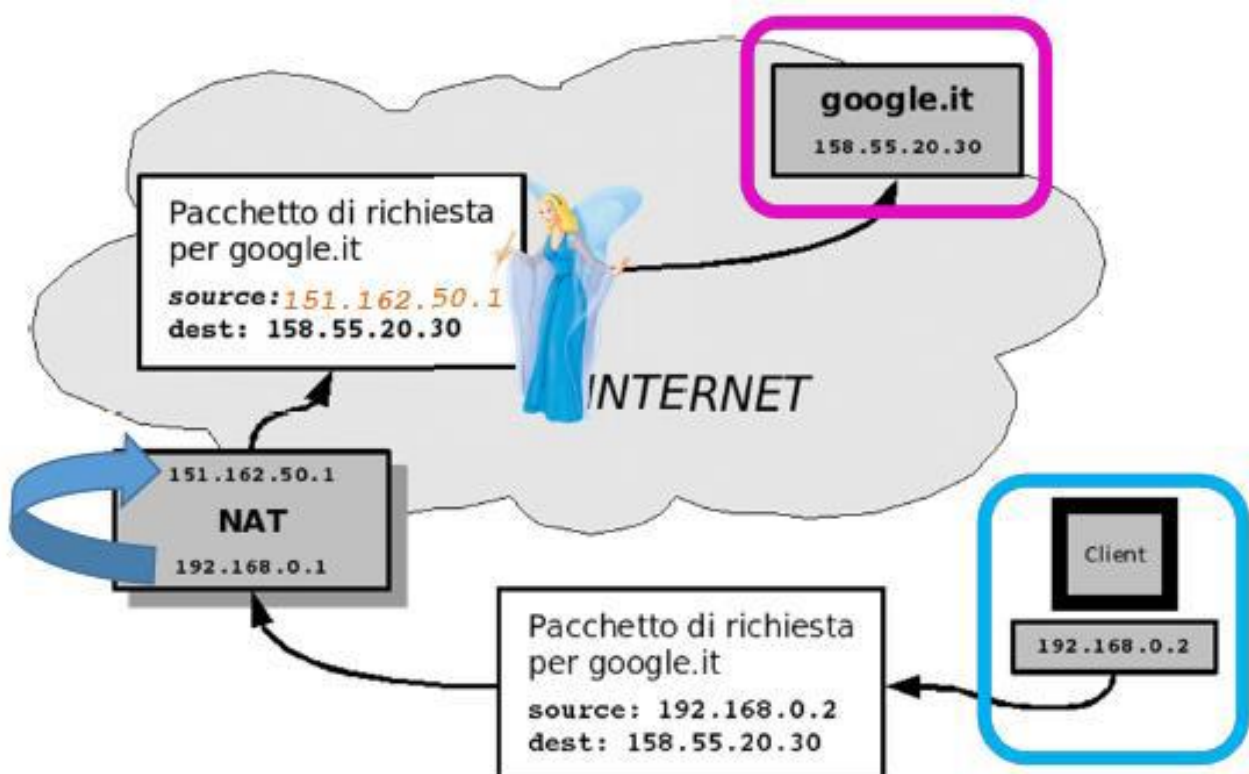 google.it
158.55.20.30
Pacchetto di richiesta
per google.it
source:151.162.50.1
dest: 158.55.20.30
INTERNET
151.162.50.1
NAT
192.168.0.1
Client
192.168.0.2
Pacchetto di richiesta
per google.it
source: 192.168.0.2
dest: 158.55.20.30